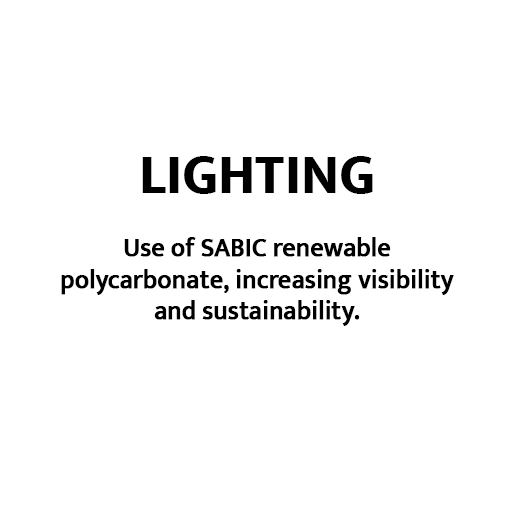 LIGHTING
Use of SABIC renewable
polycarbonate, increasing visibility
and sustainability.